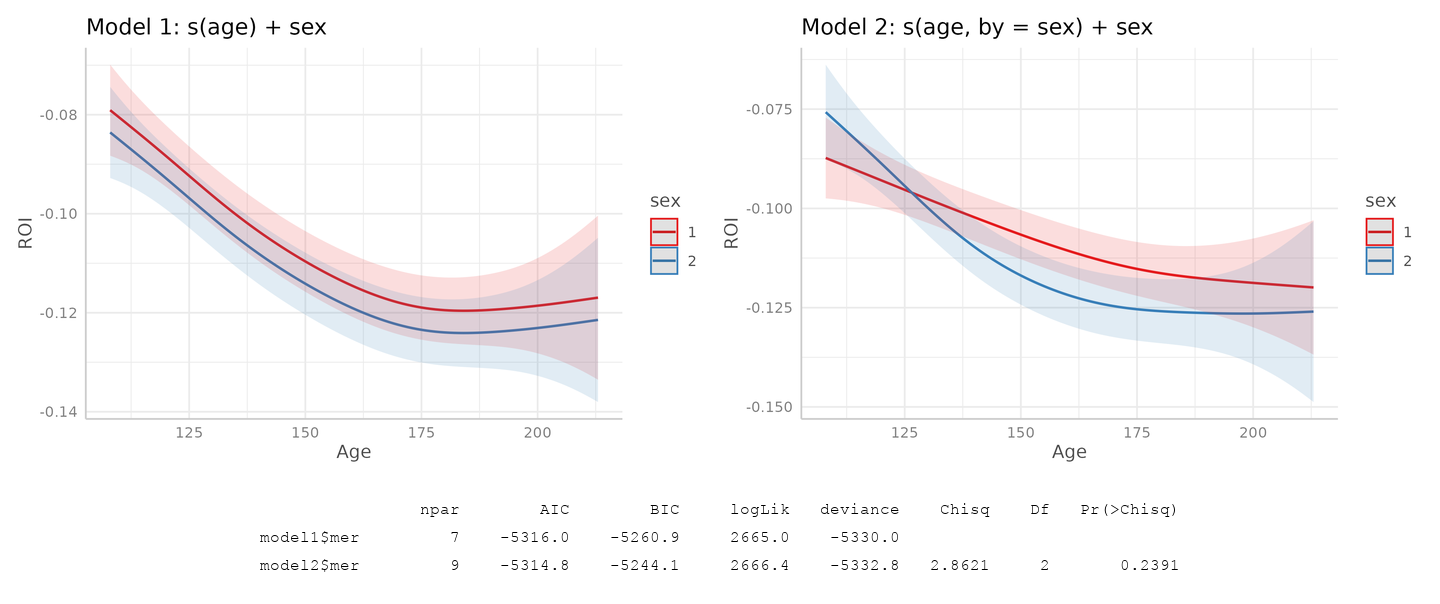 Model 1: s(age) + sex
-0.08
-0.10
-0.12
-0.14
ROI
125 150 175 200
Age
sex
1
2
Model 2: s(age, by = sex) + sex
-0.075
-0.100
-0.125
-0.150
ROI
125 150 175 200
Age
sex
1
2
npar AIC BIC logLik deviance Chisq Df Pr(>Chisq)
model1$mer 7 -5316.0 -5260.9 2665.0 -5330.0
model2$mer 9 -5314.8 -5244.1 2666.4 -5332.8 2.8621 2 0.2391